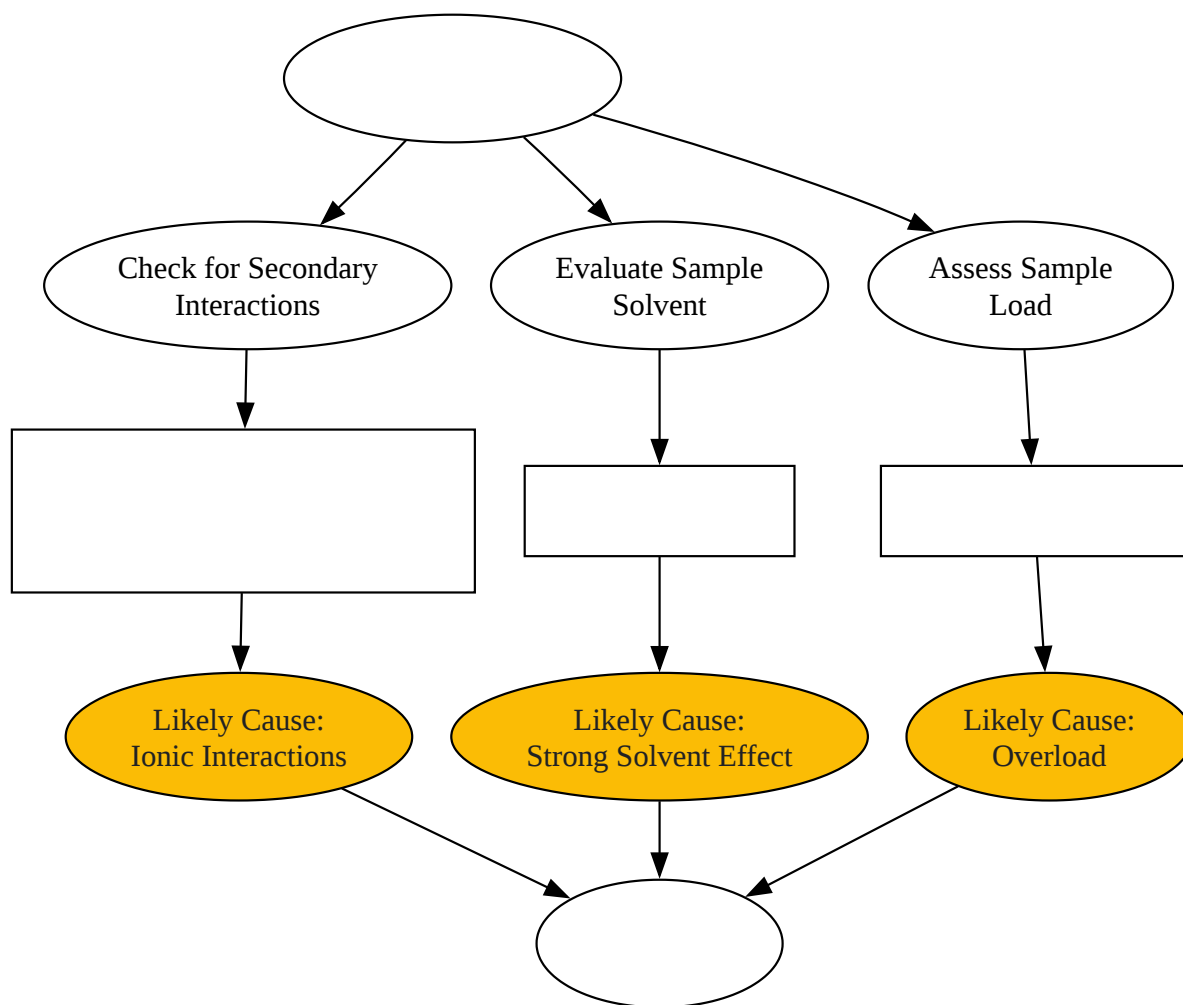 Check for Secondary
Interactions
Evaluate Sample
Solvent
Assess Sample
Load
Likely Cause:
Ionic Interactions
Likely Cause:
Strong Solvent Effect
Likely Cause:
Overload